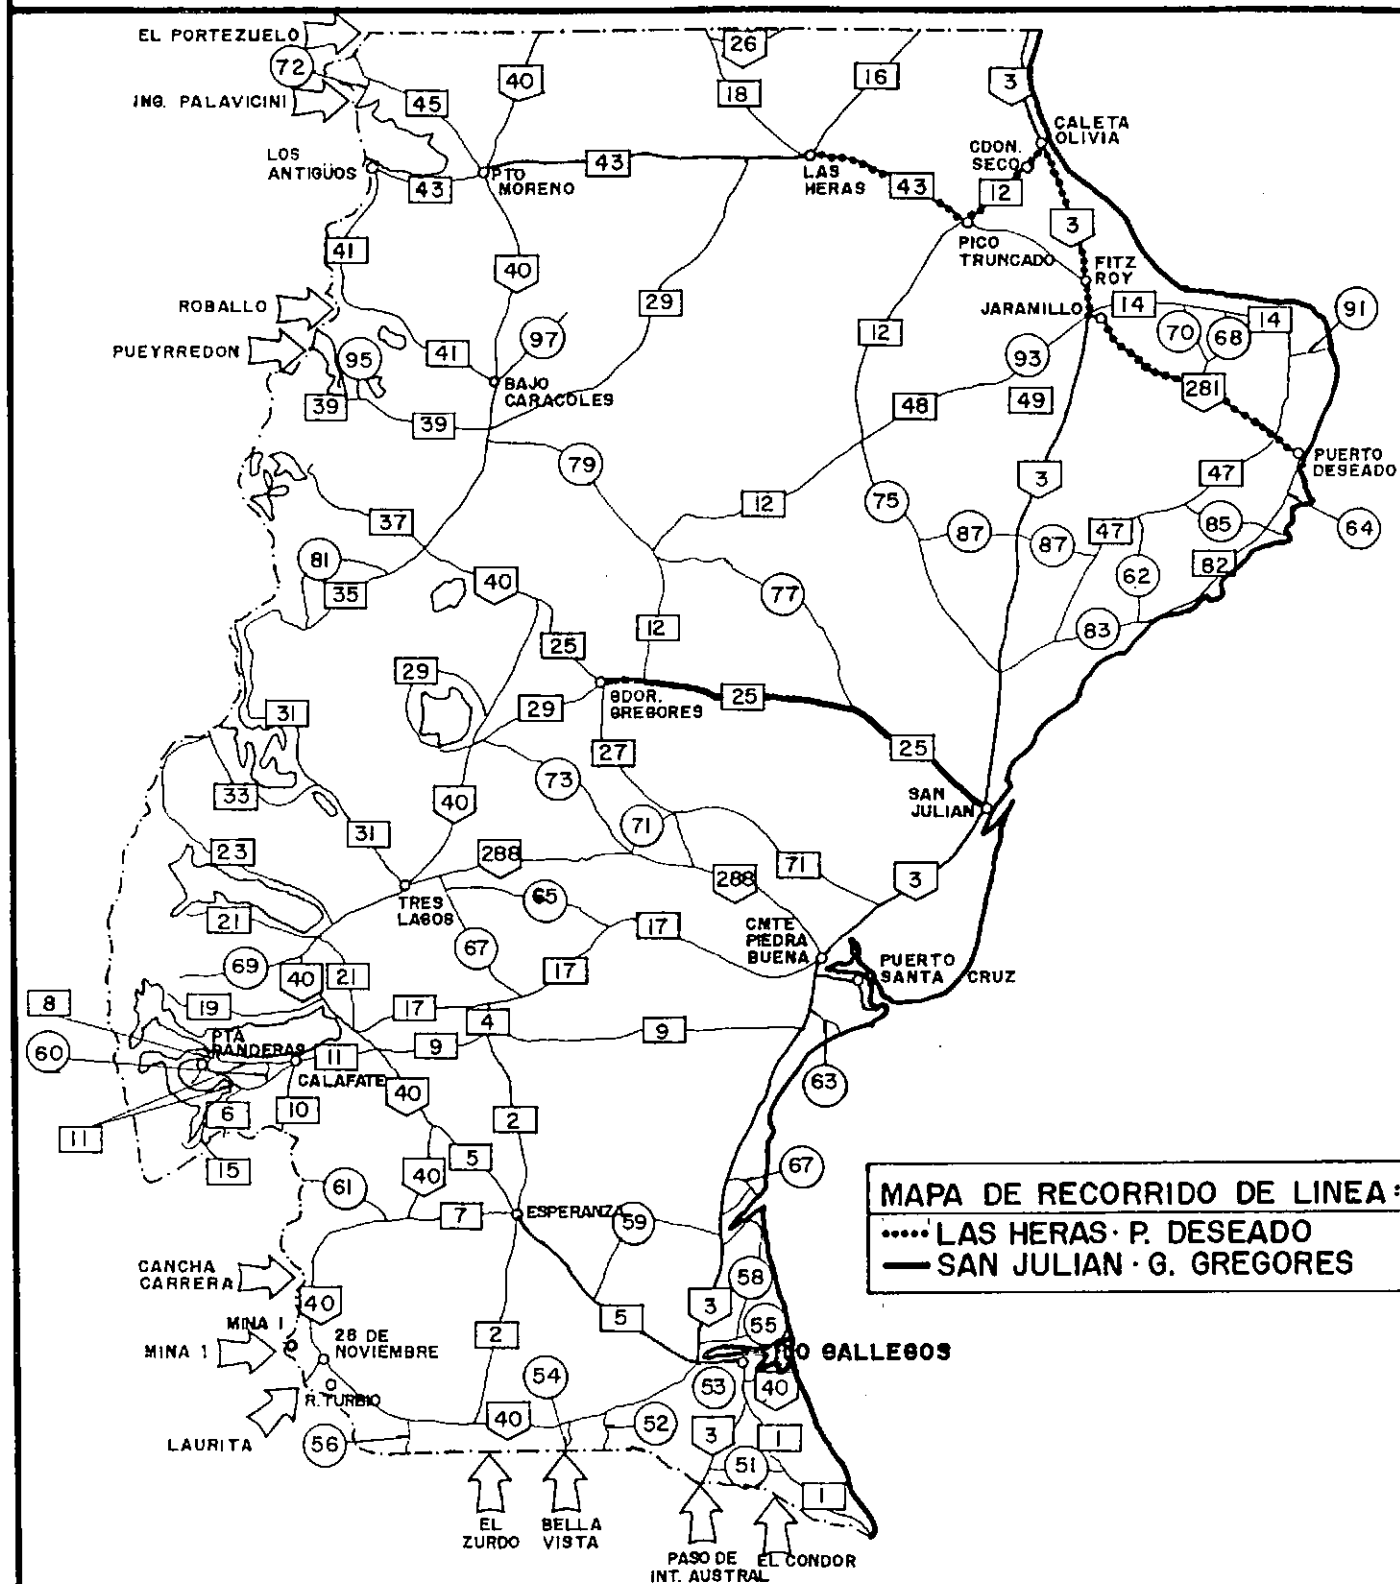 EL PORTEZUELO
72
ING. PALAVICINI
45
40
26
18
16
3
CALETA
OLIVIA
CDON.
SECO
LOS
ANTIGÜOS
43
PTO
MORENO
43
LAS
HERAS
43
12
PICO
TRUNCADO
3
FITZ
ROY
41
40
ROBALLO
29
JARAMILLO
14
14
91
PUEYRREDON
95
41
97
12
93
70
68
BAJO
CARACOLES
39
39
48
49
281
79
3
47
PUERTO
DESEADO
37
12
75
87
87
47
85
64
81
35
40
77
62
82
12
83
25
29
GDOR.
GREGORES
25
29
31
27
25
33
73
40
SAN
JULIAN
31
71
23
288
71
288
3
TRES
LAGOS
65
21
67
17
CMTE
PIEDRA
BUENA
69
40
21
17
PUERTO
SANTA CRUZ
8
19
17
4
9
60
PTA
BANDERAS
11
9
CALAFATE
40
63
6
10
2
11
15
5
67
61
40
7
ESPERANZA
59
MAPA DE RECORRIDO DE LINEA:
LAS HERAS · P. DESEADO
SAN JULIAN · G. GREGORES
CANCHA
CARRERA
40
58
3
55
5
MINA 1
MINA 1
28 DE
NOVIEMBRE
2
O GALLEGOS
R. TURBIO
54
53
40
LAURITA
56
40
52
3
1
51
1
EL
ZURDO
BELLA
VISTA
PASO DE
INT. AUSTRAL
EL CONDOR